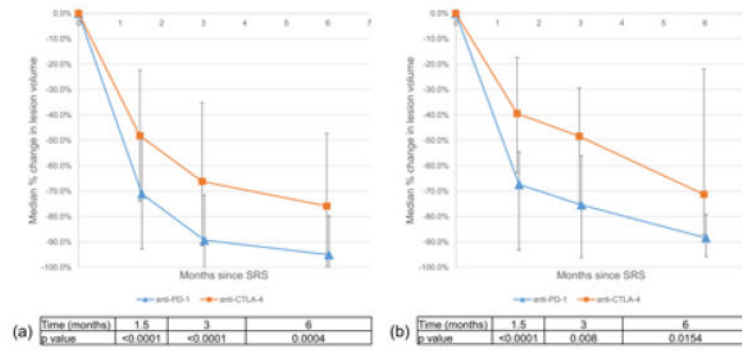 0.0%
0 1 2 3 4 5 6 7
-10.0%
-20.0%
-30.0%
-40.0%
-50.0%
-60.0%
-70.0%
-80.0%
-90.0%
-100.0%
Median % change in lesion volume
Months since SRS
anti-PD-1 anti-CTLA-4
(a)
Time (months) 1.5 3 6
p value <0.0001 <0.0001 0.0004
0.0%
0 1 2 3 4 5 6 7
-10.0%
-20.0%
-30.0%
-40.0%
-50.0%
-60.0%
-70.0%
-80.0%
-90.0%
-100.0%
Median % change in lesion volume
Months since SRS
anti-PD-1 anti-CTLA-4
(b)
Time (months) 1.5 3 6
p value <0.0001 0.008 0.0154